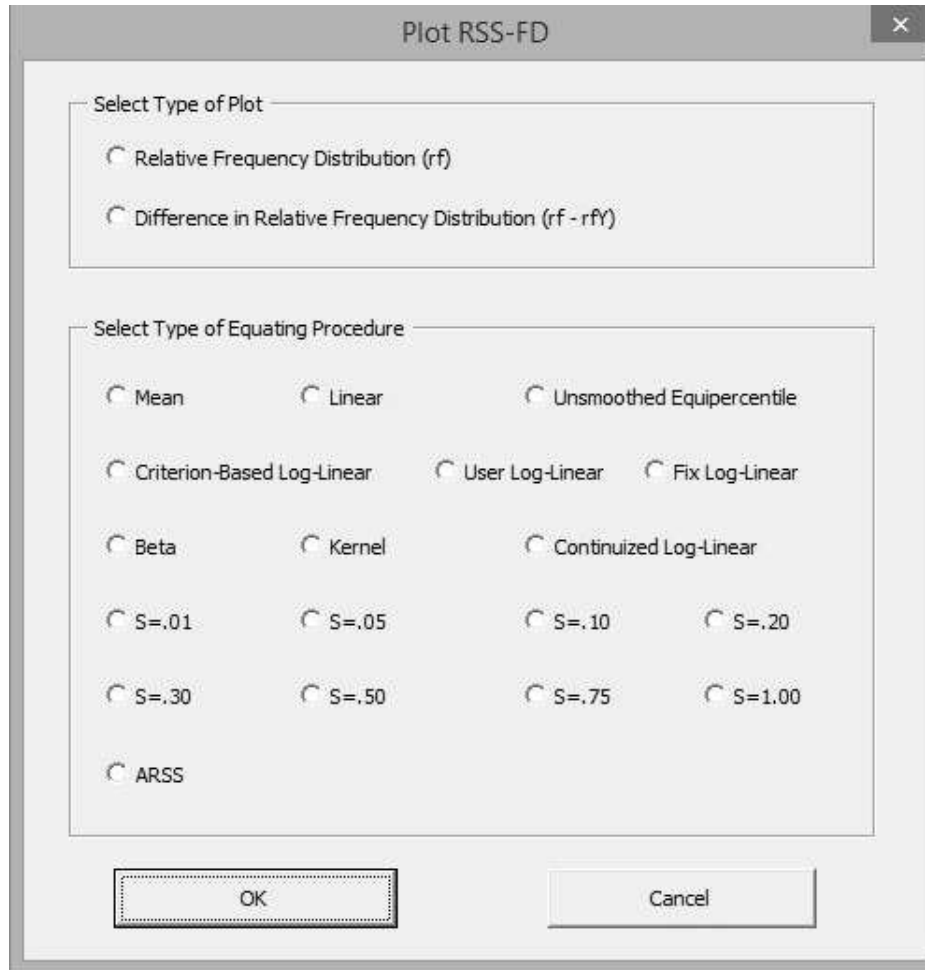 Plot RSS-FD
Select Type of Plot
Relative Frequency Distribution (rf)
Difference in Relative Frequency Distribution (rf - rfY)
Select Type of Equating Procedure
Mean Linear Unsmoothed Equipercentile
Criterion-Based Log-Linear User Log-Linear Fix Log-Linear
Beta Kernel Continuized Log-Linear
S=.01 S=.05 S=.10 S=.20
S=.30 S=.50 S=.75 S=1.00
ARSS
OK Cancel